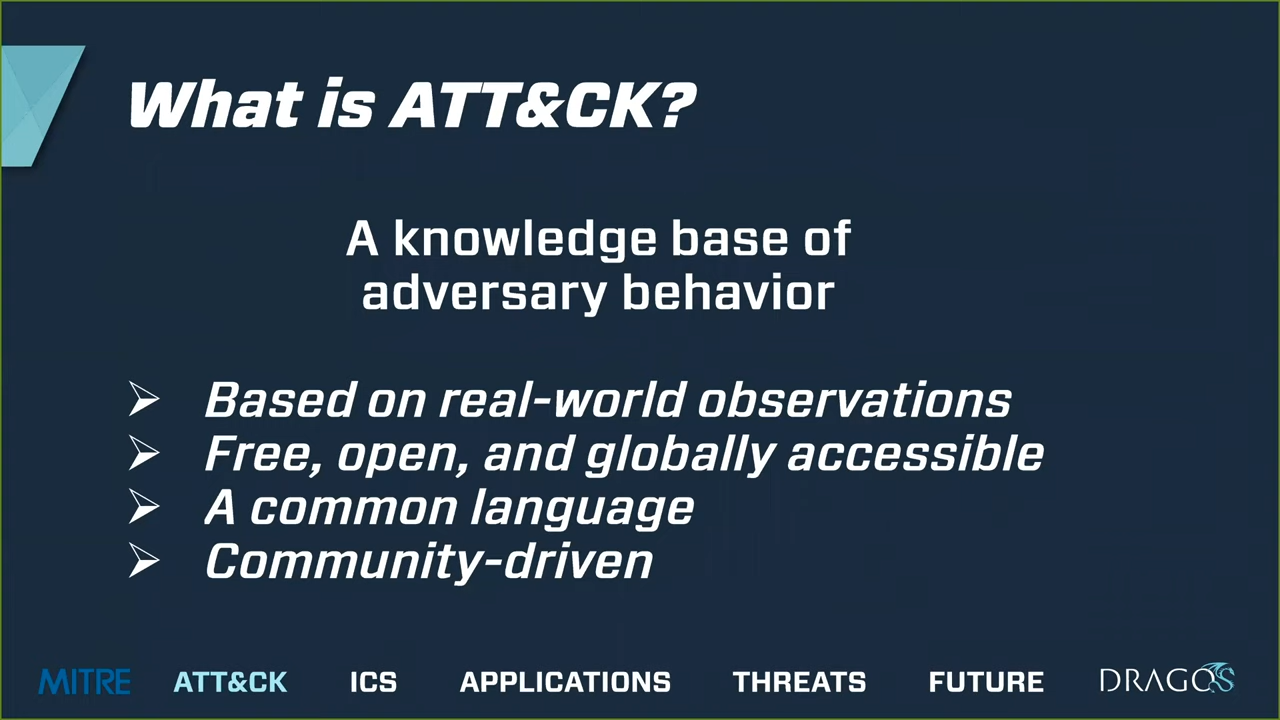 What is ATT&CK?
A knowledge base of
adversary behavior
Based on real-world observations
Free, open, and globally accessible
A common language
Community-driven
MITRE ATT&CK ICS APPLICATIONS THREATS FUTURE DRAGOS